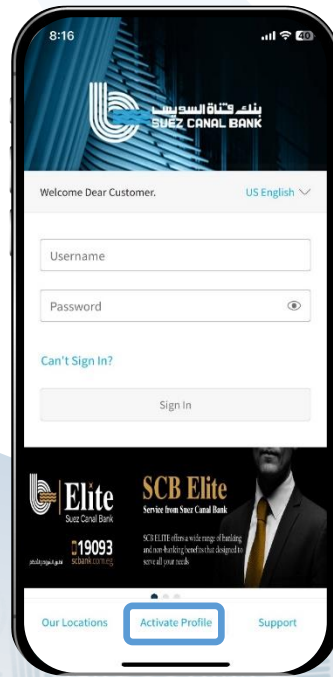 8:16
40
بنك قناة السويس
SUEZ CANAL BANK
Welcome Dear Customer.
US English
Username
Password
Can't Sign In?
Sign In
Elite
Suez Canal Bank
19093
scbank.com.eg
SCB Elite
Service from Suez Canal Bank
SCB ELITE offers a wide range of banking
and non-banking benefits that designed to
serve all your needs
Our Locations
Activate Profile
Support